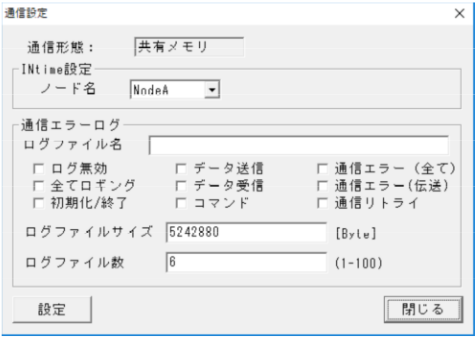 通信設定
通信形態： 共有メモリ
INtime設定
ノード名 NodeA
通信エラーログ
ログファイル名
ログ無効 データ送信 通信エラー（全て）
全てロギング データ受信 通信エラー(伝送)
初期化/終了 コマンド 通信リトライ
ログファイルサイズ 5242880 [Byte]
ログファイル数 6 (1-100)
設定 閉じる